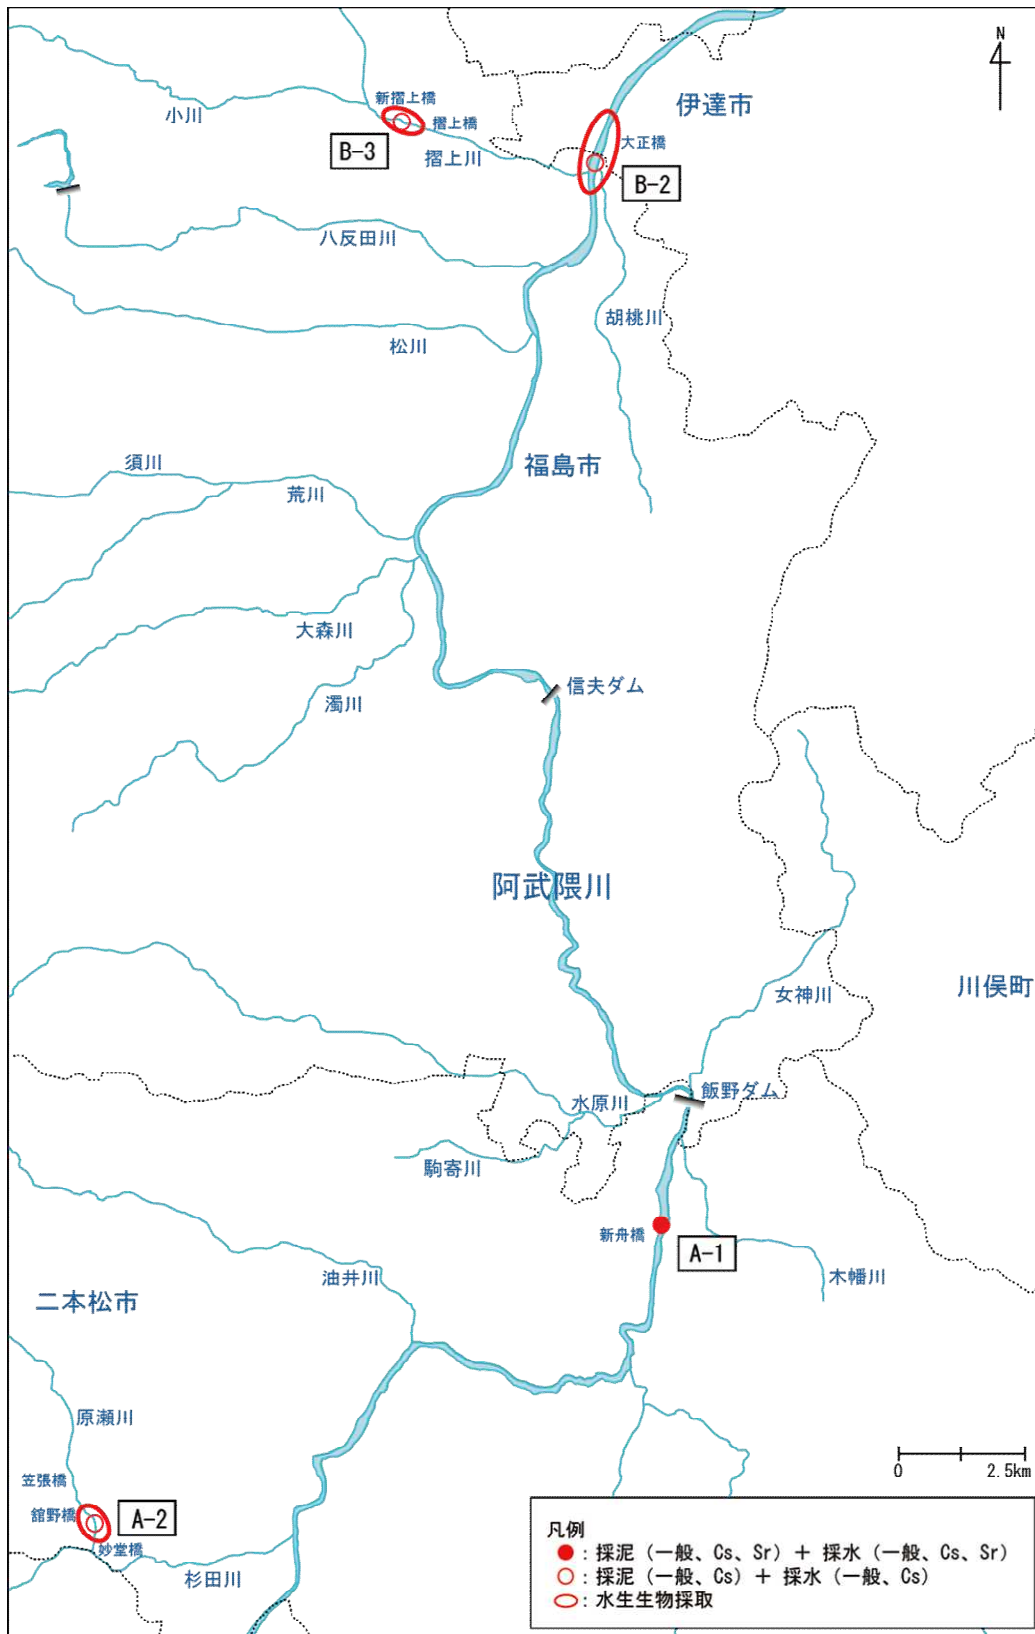 N
伊達市
新摺上橋
小川
摺上橋
大正橋
B-3
摺上川
B-2
八反田川
胡桃川
松川
福島市
須川
荒川
大森川
信夫ダム
濁川
阿武隈川
女神川
川俣町
飯野ダム
水原川
駒寄川
新舟橋
A-1
油井川
木幡川
二本松市
原瀬川
笠張橋
舘野橋
A-2
妙堂橋
杉田川
0 2.5km
凡例
●：採泥（一般、Cs、Sr）＋ 採水（一般、Cs、Sr）
○：採泥（一般、Cs）＋ 採水（一般、Cs）
：水生生物採取